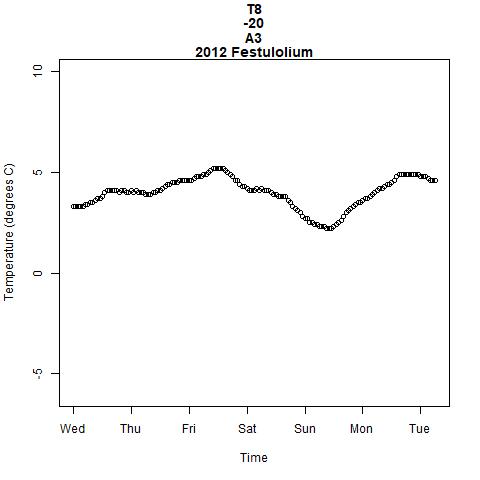 T8
-20
A3
2012 Festulolium
10
5
0
-5
Temperature (degrees C)
Wed Thu Fri Sat Sun Mon Tue
Time